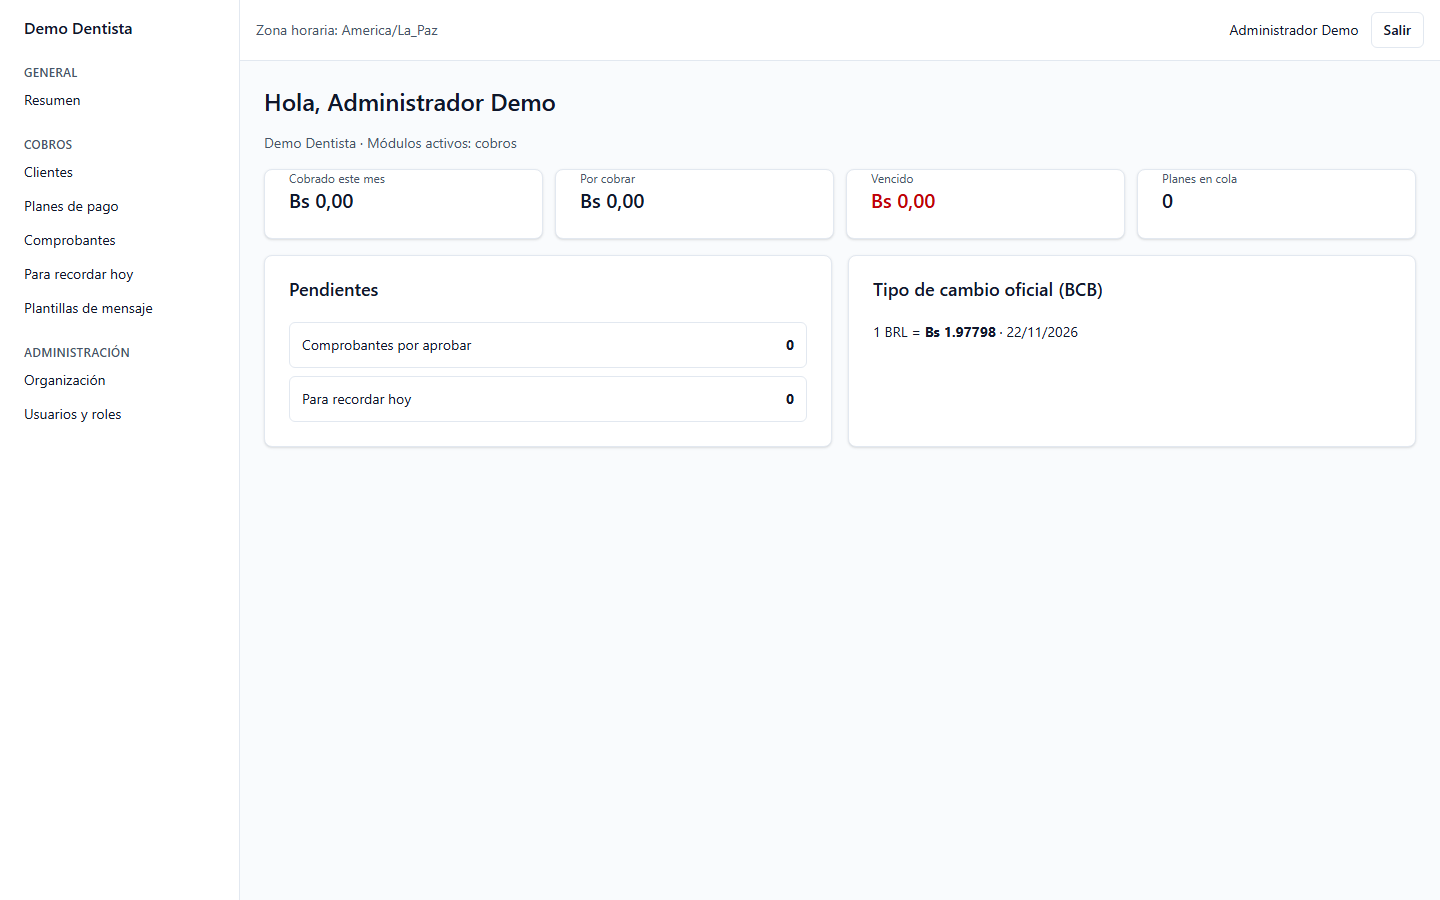 Demo Dentista
GENERAL
Resumen
COBROS
Clientes
Planes de pago
Comprobantes
Para recordar hoy
Plantillas de mensaje
ADMINISTRACIÓN
Organización
Usuarios y roles
Zona horaria: America/La_Paz
Administrador Demo
Salir
Hola, Administrador Demo
Demo Dentista · Módulos activos: cobros
Cobrado este mes
Bs 0,00
Por cobrar
Bs 0,00
Vencido
Bs 0,00
Planes en cola
0
Pendientes
Comprobantes por aprobar 0
Para recordar hoy 0
Tipo de cambio oficial (BCB)
1 BRL = Bs 1.97798 · 22/11/2026